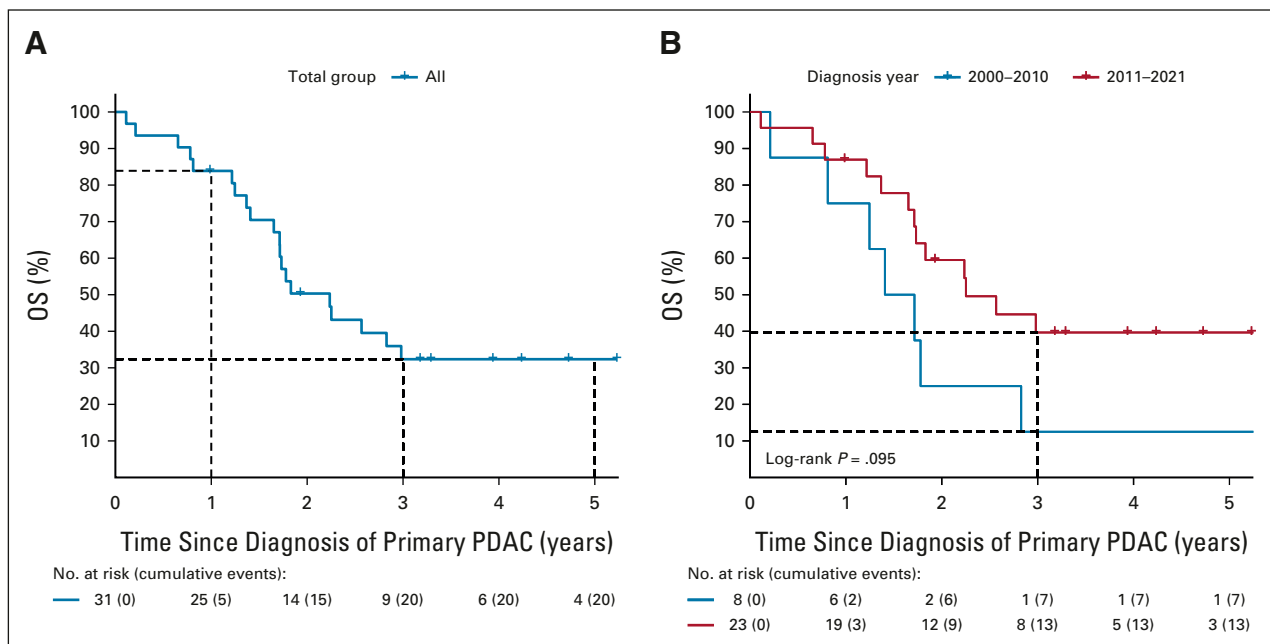 A
Total group All
OS (%)
100
90
80
70
60
50
40
30
20
10
0 1 2 3 4 5
Time Since Diagnosis of Primary PDAC (years)
No. at risk (cumulative events):
31 (0) 25 (5) 14 (15) 9 (20) 6 (20) 4 (20)
B
Diagnosis year 2000–2010 2011–2021
OS (%)
100
90
80
70
60
50
40
30
20
10
Log-rank P = .095
0 1 2 3 4 5
Time Since Diagnosis of Primary PDAC (years)
No. at risk (cumulative events):
8 (0) 6 (2) 2 (6) 1 (7) 1 (7) 1 (7)
23 (0) 19 (3) 12 (9) 8 (13) 5 (13) 3 (13)